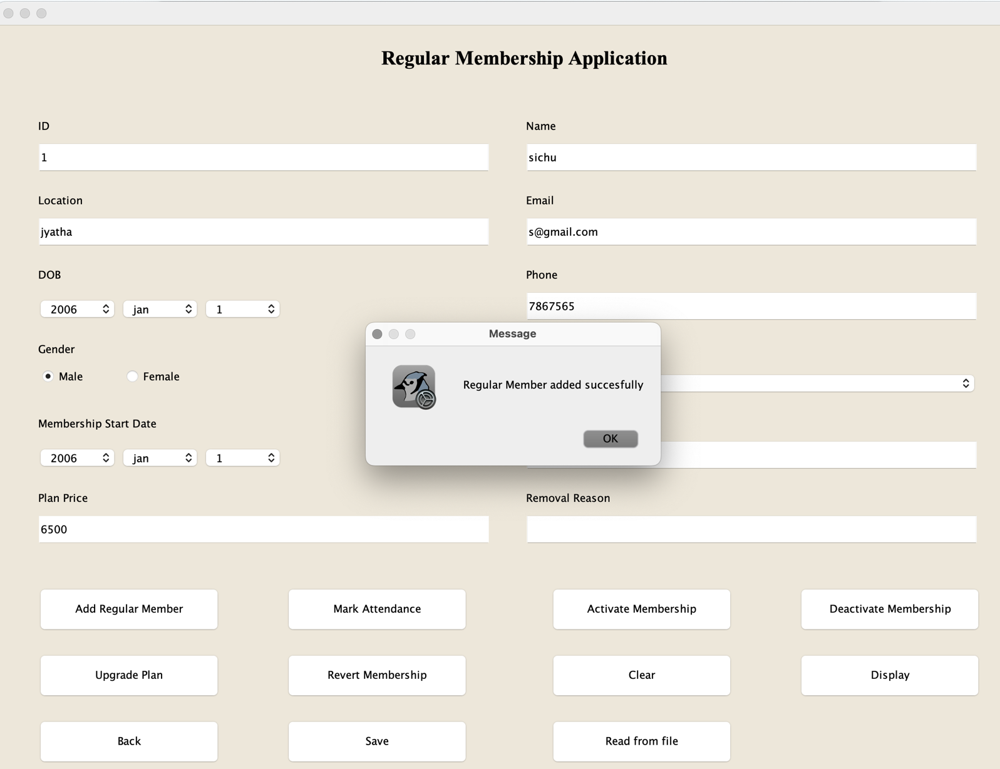 Regular Membership Application
ID
Name
1
sichu
Location
Email
jyatha
s@gmail.com
DOB
Phone
2006 jan 1
7867565
Message
Gender
Male Female
Regular Member added succesfully
Membership Start Date
OK
2006 jan 1
Plan Price
Removal Reason
6500
Add Regular Member Mark Attendance Activate Membership Deactivate Membership
Upgrade Plan Revert Membership Clear Display
Back Save Read from file